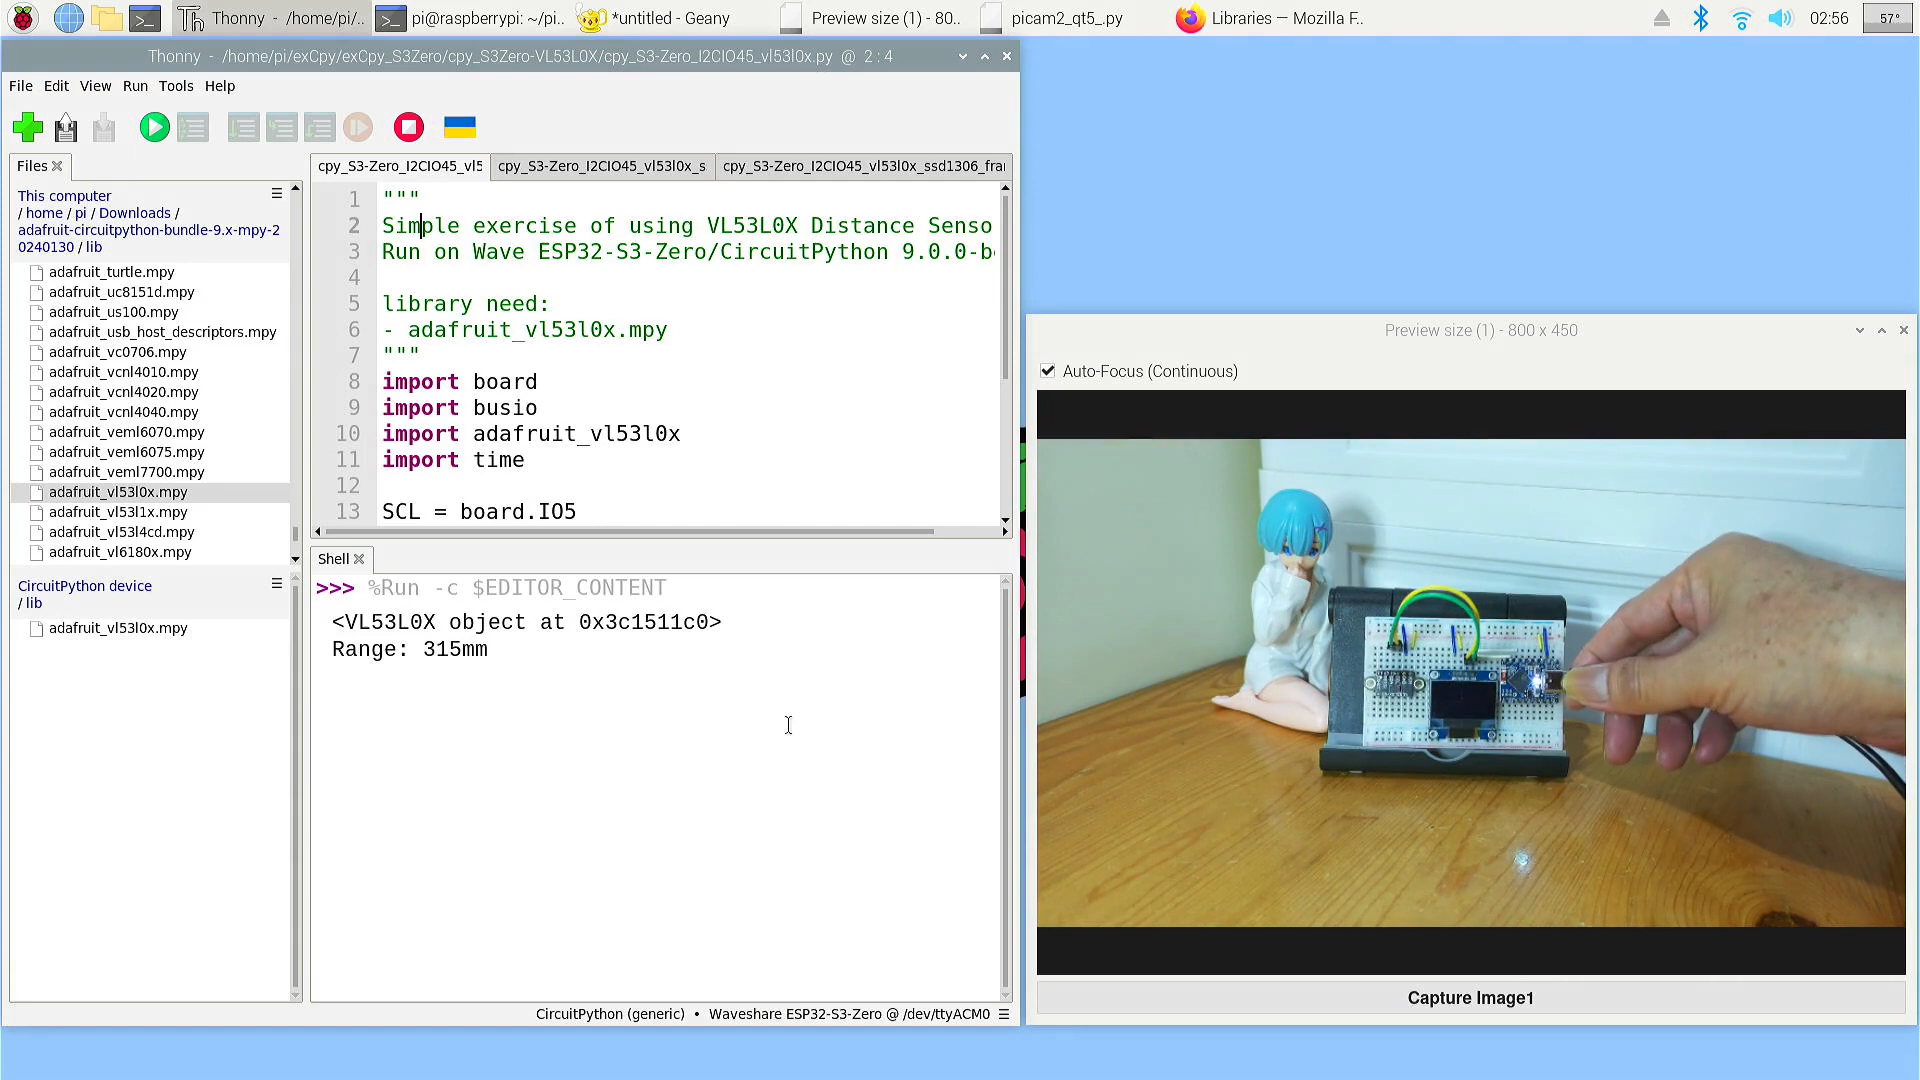 Thonny - /home/pi/..
pi@raspberrypi: ~/pi..
*untitled - Geany
Preview size (1) - 80..
picam2_qt5_.py
Libraries — Mozilla F..
02:56
57°
Thonny - /home/pi/exCpy/exCpy_S3Zero/cpy_S3Zero-VL53L0X/cpy_S3-Zero_I2CIO45_vl53l0x.py @ 2 : 4
File Edit View Run Tools Help
Files
This computer
/ home / pi / Downloads /
adafruit-circuitpython-bundle-9.x-mpy-2
0240130 / lib
adafruit_turtle.mpy
adafruit_uc8151d.mpy
adafruit_us100.mpy
adafruit_usb_host_descriptors.mpy
adafruit_vc0706.mpy
adafruit_vcnl4010.mpy
adafruit_vcnl4020.mpy
adafruit_vcnl4040.mpy
adafruit_veml6070.mpy
adafruit_veml6075.mpy
adafruit_veml7700.mpy
adafruit_vl53l0x.mpy
adafruit_vl53l1x.mpy
adafruit_vl53l4cd.mpy
adafruit_vl6180x.mpy
CircuitPython device
/ lib
adafruit_vl53l0x.mpy
cpy_S3-Zero_I2CIO45_vl5
cpy_S3-Zero_I2CIO45_vl53l0x_s
cpy_S3-Zero_I2CIO45_vl53l0x_ssd1306_fra
1 """
2 Simple exercise of using VL53L0X Distance Senso
3 Run on Wave ESP32-S3-Zero/CircuitPython 9.0.0-b
4
5 library need:
6 - adafruit_vl53l0x.mpy
7 """
8 import board
9 import busio
10 import adafruit_vl53l0x
11 import time
12
13 SCL = board.IO5
Shell
>>> %Run -c $EDITOR_CONTENT
<VL53L0X object at 0x3c1511c0>
Range: 315mm
CircuitPython (generic) • Waveshare ESP32-S3-Zero @ /dev/ttyACM0
Preview size (1) - 800 x 450
Auto-Focus (Continuous)
Capture Image1